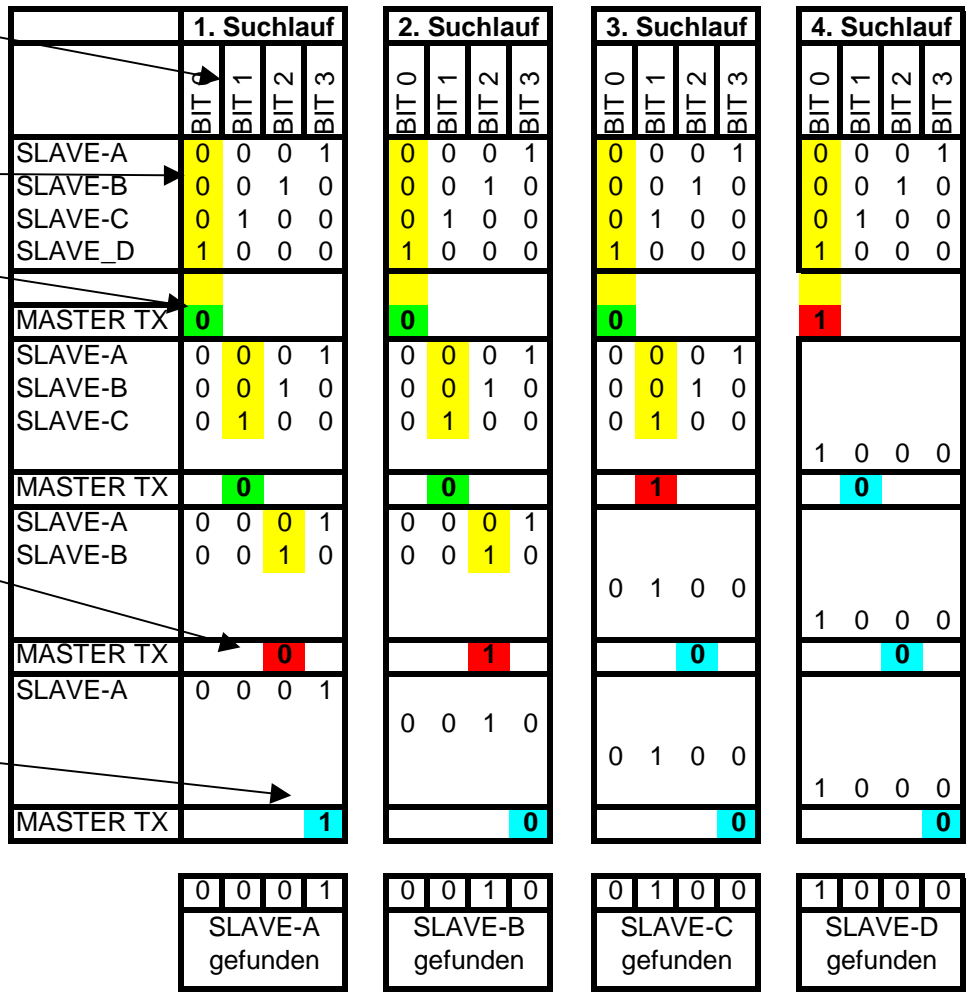 1. Suchlauf 2. Suchlauf 3. Suchlauf 4. Suchlauf
BIT 0 BIT 1 BIT 2 BIT 3 BIT 0 BIT 1 BIT 2 BIT 3 BIT 0 BIT 1 BIT 2 BIT 3 BIT 0 BIT 1 BIT 2 BIT 3
SLAVE-A 0 0 0 1 0 0 0 1 0 0 0 1 0 0 0 1
SLAVE-B 0 0 1 0 0 0 1 0 0 0 1 0 0 0 1 0
SLAVE-C 0 1 0 0 0 1 0 0 0 1 0 0 0 1 0 0
SLAVE_D 1 0 0 0 1 0 0 0 1 0 0 0 1 0 0 0
MASTER TX 0 0 0 1
SLAVE-A 0 0 0 1 0 0 0 1 0 0 0 1
SLAVE-B 0 0 1 0 0 0 1 0 0 0 1 0
SLAVE-C 0 1 0 0 0 1 0 0 0 1 0 0
1 0 0 0
MASTER TX 0 0 1 0
SLAVE-A 0 0 0 1 0 0 0 1
SLAVE-B 0 0 1 0 0 0 1 0
0 1 0 0
1 0 0 0
MASTER TX 0 1 0 0
SLAVE-A 0 0 0 1
0 0 1 0
0 1 0 0
1 0 0 0
MASTER TX 1 0 0 0
0 0 0 1 0 0 1 0 0 1 0 0 1 0 0 0
SLAVE-A SLAVE-B SLAVE-C SLAVE-D
gefunden gefunden gefunden gefunden